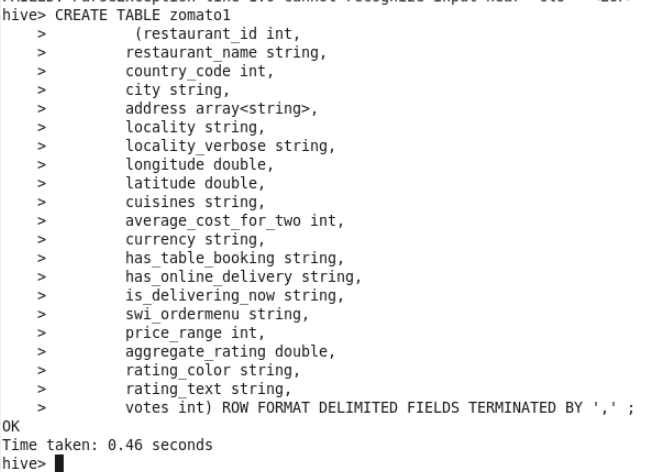 hive> CREATE TABLE zomato1
> (restaurant_id int,
> restaurant_name string,
> country_code int,
> city string,
> address array<string>,
> locality string,
> locality_verbose string,
> longitude double,
> latitude double,
> cuisines string,
> average_cost_for_two int,
> currency string,
> has_table_booking string,
> has_online_delivery string,
> is_delivering_now string,
> swi_ordermenu string,
> price_range int,
> aggregate_rating double,
> rating_color string,
> rating_text string,
> votes int) ROW FORMAT DELIMITED FIELDS TERMINATED BY ',' ;
OK
Time taken: 0.46 seconds
hive>